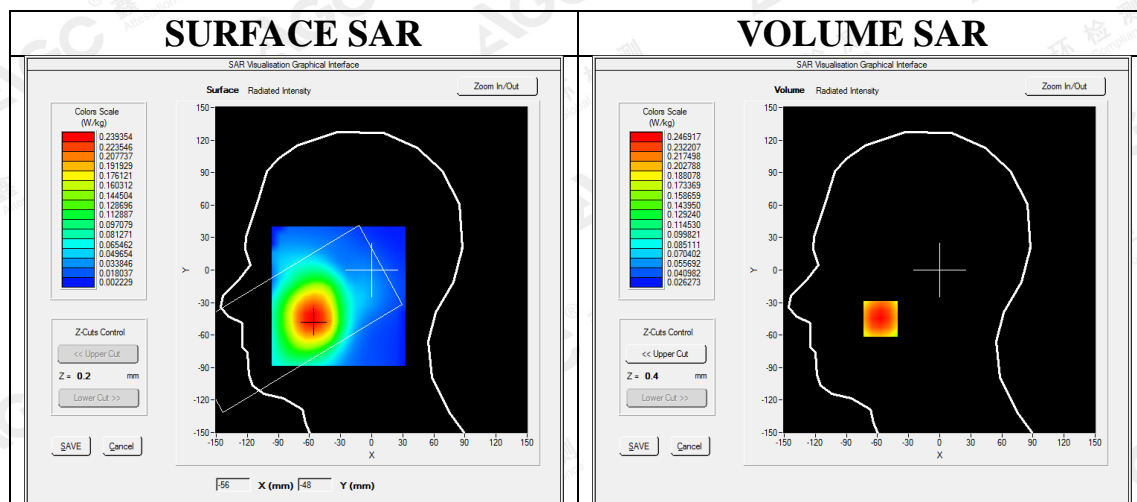 SURFACE SAR
SAR Visualisation Graphical Interface
Surface Radiated Intensity
Zoom In/Out
Colors Scale
(W/kg)
0.239354
0.223546
0.207737
0.191929
0.176121
0.160312
0.144504
0.128696
0.112887
0.097079
0.081271
0.065462
0.049654
0.033846
0.018037
0.002229
Z-Cuts Control
<< Upper Cut
Z = 0.2 mm
Lower Cut >>
SAVE Cancel
150
120
90
60
30
Y 0
-30
-60
-90
-120
-150
-150 -120 -90 -60 -30 0 30 60 90 120 150
X
-56 X (mm) -48 Y (mm)
VOLUME SAR
SAR Visualisation Graphical Interface
Volume Radiated Intensity
Zoom In/Out
Colors Scale
(W/kg)
0.246917
0.232207
0.217498
0.202788
0.188078
0.173369
0.158659
0.143950
0.129240
0.114530
0.099821
0.085111
0.070402
0.055692
0.040982
0.026273
Z-Cuts Control
<< Upper Cut
Z = 0.4 mm
Lower Cut >>
SAVE Cancel
150
120
90
60
30
Y 0
-30
-60
-90
-120
-150
-150 -120 -90 -60 -30 0 30 60 90 120 150
X